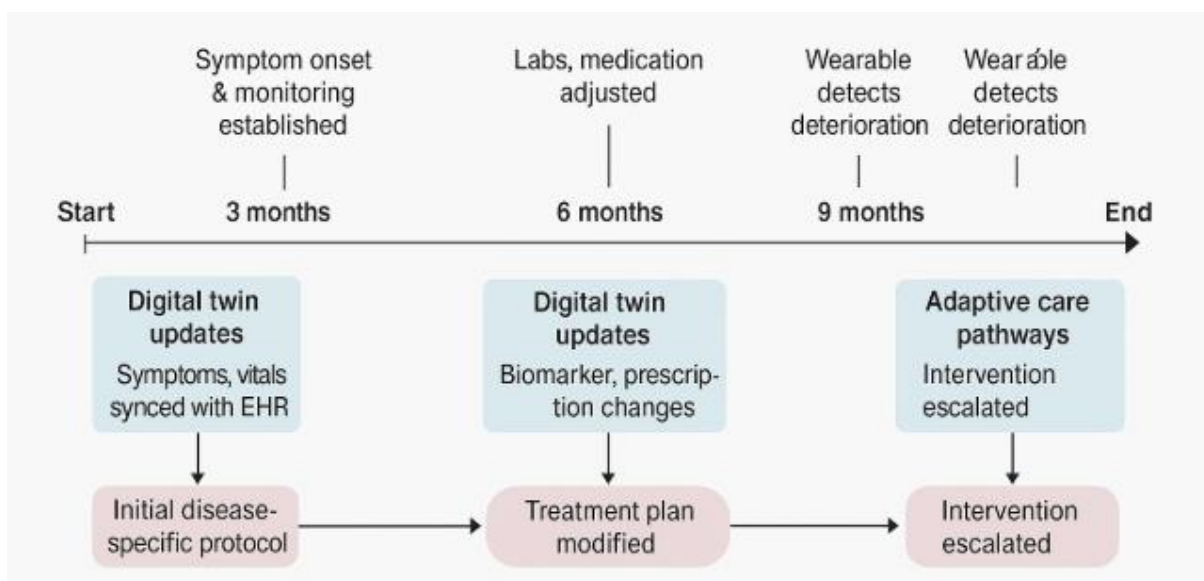 Symptom onset
& monitoring
established
Labs, medication
adjusted
Wearable
detects
deterioration
Wearable
detects
deterioration
Start
3 months
6 months
9 months
End
Digital twin
updates
Symptoms, vitals
synced with EHR
Digital twin
updates
Biomarker, prescrip-
tion changes
Adaptive care
pathways
Intervention
escalated
Initial disease-
specific protocol
Treatment plan
modified
Intervention
escalated